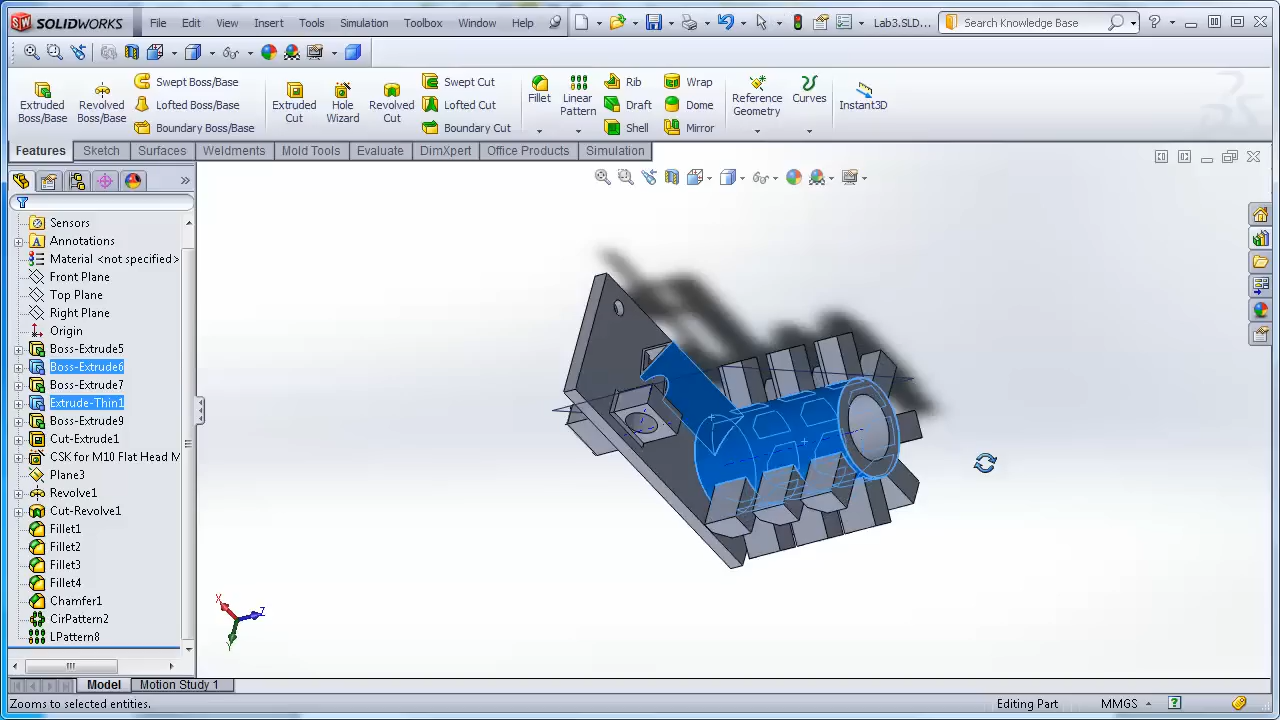 SOLIDWORKS File Edit View Insert Tools Simulation Toolbox Window Help Lab3.SLD... Search Knowledge Base ?
Extruded Boss/Base
Revolved Boss/Base
Swept Boss/Base
Lofted Boss/Base
Boundary Boss/Base
Extruded Cut
Hole Wizard
Revolved Cut
Swept Cut
Lofted Cut
Boundary Cut
Fillet
Linear Pattern
Rib
Draft
Shell
Wrap
Dome
Mirror
Reference Geometry
Curves
Instant3D
Features Sketch Surfaces Weldments Mold Tools Evaluate DimXpert Office Products Simulation
Sensors
Annotations
Material <not specified>
Front Plane
Top Plane
Right Plane
Origin
Boss-Extrude5
Boss-Extrude6
Boss-Extrude7
Extrude-Thin1
Boss-Extrude9
Cut-Extrude1
CSK for M10 Flat Head M
Plane3
Revolve1
Cut-Revolve1
Fillet1
Fillet2
Fillet3
Fillet4
Chamfer1
CirPattern2
LPattern8
X
Z
Y
Model Motion Study 1
Zooms to selected entities. Editing Part MMGS ?